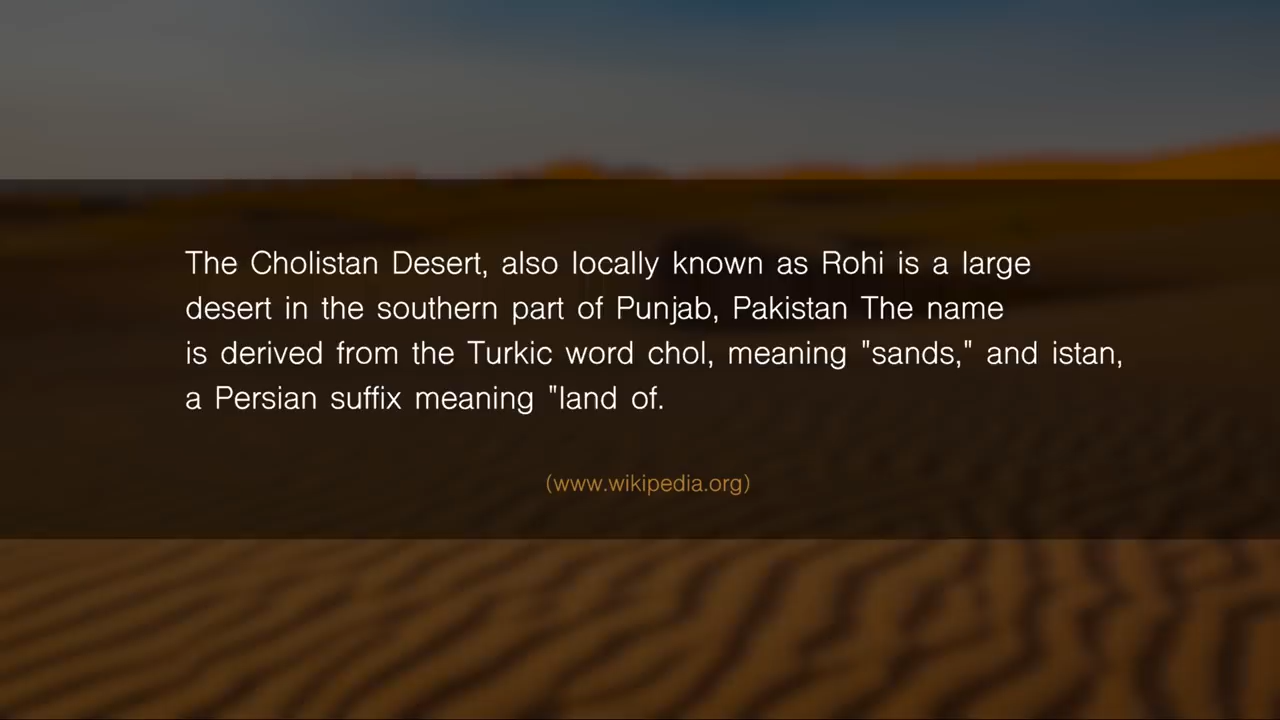 The Cholistan Desert, also locally known as Rohi is a large
desert in the southern part of Punjab, Pakistan The name
is derived from the Turkic word chol, meaning "sands," and istan,
a Persian suffix meaning "land of.
(www.wikipedia.org)